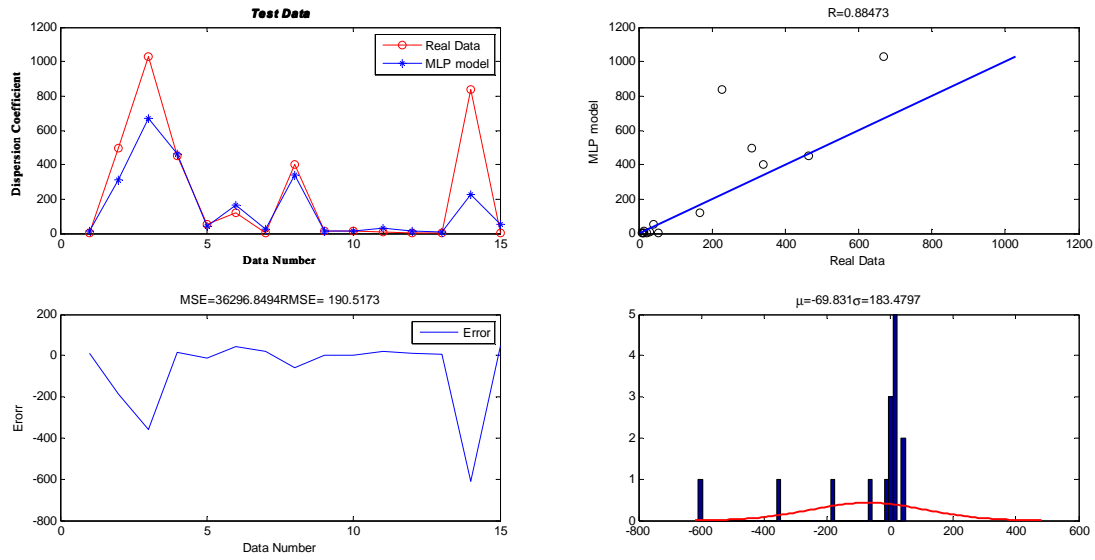 Test Data
1200
1000
800
600
400
200
0
Dispersion Coefficient
Real Data
MLP model
0 5 10 15
Data Number
R=0.88473
1200
1000
800
600
400
200
0
MLP model
0 200 400 600 800 1000 1200
Real Data
MSE=36296.8494RMSE= 190.5173
200
0
-200
-400
-600
-800
Erorr
Error
0 5 10 15
Data Number
μ=-69.831σ=183.4797
5
4
3
2
1
0
-800 -600 -400 -200 0 200 400 600